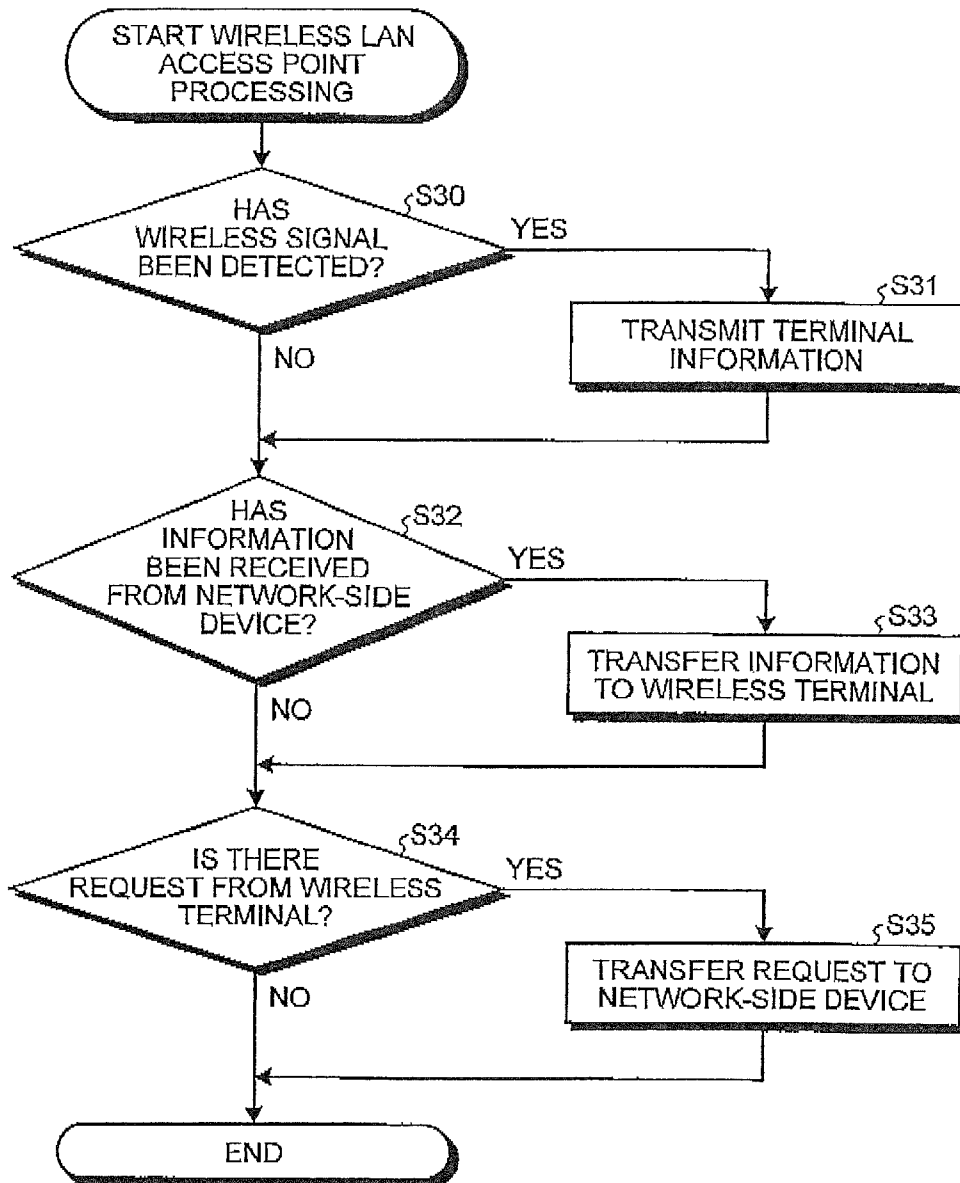 START WIRELESS LAN
ACCESS POINT
PROCESSING
S30
HAS
WIRELESS SIGNAL
BEEN DETECTED?
YES
NO
S31
TRANSMIT TERMINAL
INFORMATION
S32
HAS
INFORMATION
BEEN RECEIVED
FROM NETWORK-SIDE
DEVICE?
YES
NO
S33
TRANSFER INFORMATION
TO WIRELESS TERMINAL
S34
IS THERE
REQUEST FROM WIRELESS
TERMINAL?
YES
NO
S35
TRANSFER REQUEST TO
NETWORK-SIDE DEVICE
END